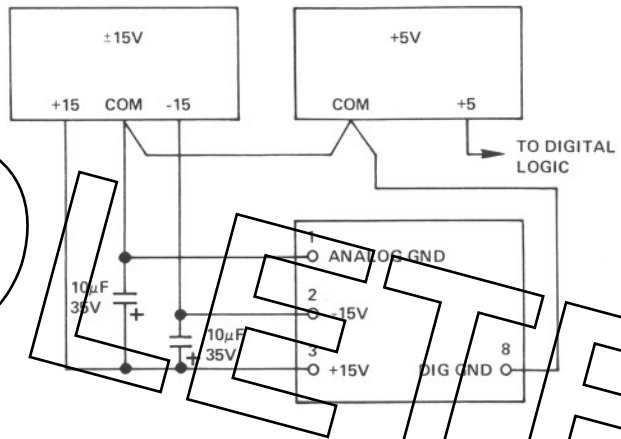 ±15V
+5V
+15 COM -15
COM +5
TO DIGITAL
LOGIC
1
ANALOG GND
10μF
35V
+
2
-15V
10μF
35V
+
3
+15V
8
DIG GND
LETE